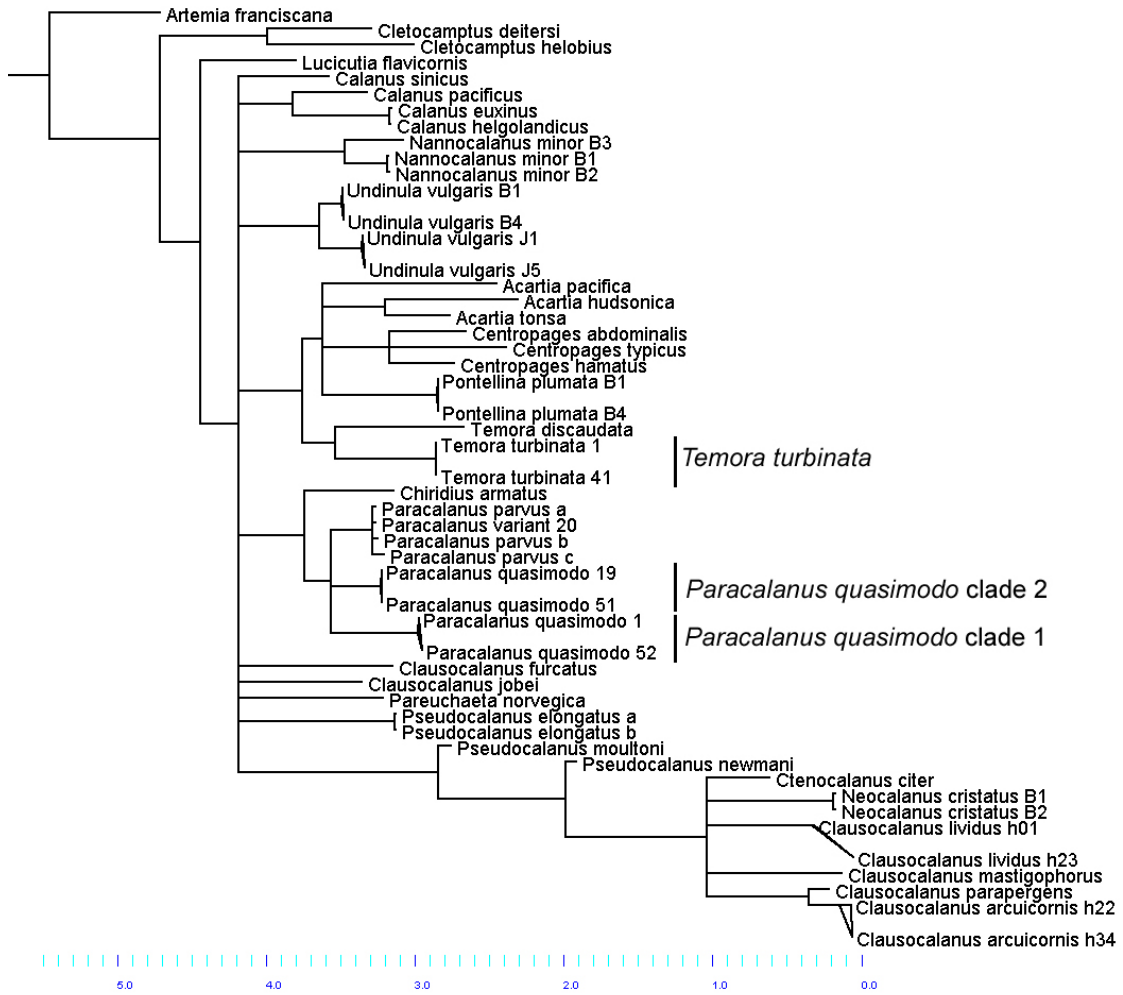 Artemia franciscana
Cletocamptus deitersi
Cletocamptus helobius
Lucicutia flavicornis
Calanus sinicus
Calanus pacificus
Calanus euxinus
Calanus helgolandicus
Nannocalanus minor B3
Nannocalanus minor B1
Nannocalanus minor B2
Undinula vulgaris B1
Undinula vulgaris B4
Undinula vulgaris J1
Undinula vulgaris J5
Acartia pacifica
Acartia hudsonica
Acartia tonsa
Centropages abdominalis
Centropages typicus
Centropages hamatus
Pontellina plumata B1
Pontellina plumata B4
Temora discaudata
Temora turbinata 1
Temora turbinata
Temora turbinata 41
Chiridius armatus
Paracalanus parvus a
Paracalanus variant 20
Paracalanus parvus b
Paracalanus parvus c
Paracalanus quasimodo 19
Paracalanus quasimodo clade 2
Paracalanus quasimodo 51
Paracalanus quasimodo 1
Paracalanus quasimodo clade 1
Paracalanus quasimodo 52
Clausocalanus furcatus
Clausocalanus jobei
Pareuchaeta norvegica
Pseudocalanus elongatus a
Pseudocalanus elongatus b
Pseudocalanus moultoni
Pseudocalanus newmani
Ctenocalanus citer
Neocalanus cristatus B1
Neocalanus cristatus B2
Clausocalanus lividus h01
Clausocalanus lividus h23
Clausocalanus mastigophorus
Clausocalanus parapergens
Clausocalanus arcuicornis h22
Clausocalanus arcuicornis h34
5.0 4.0 3.0 2.0 1.0 0.0